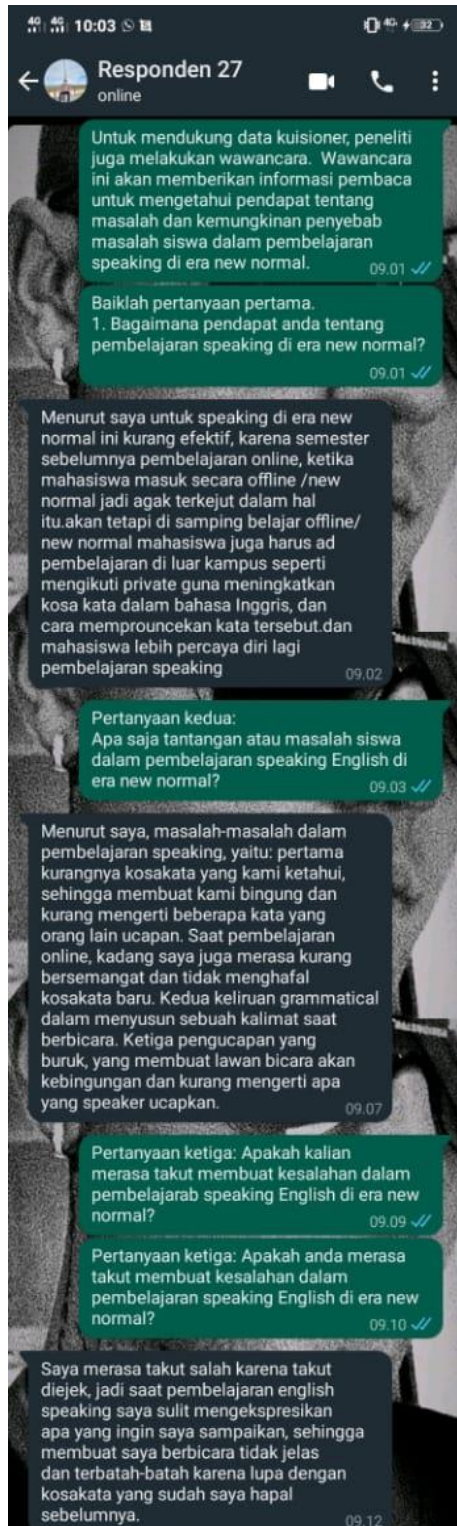 4G 4G 10:03 4G 32
Responden 27
online
Untuk mendukung data kuisioner, peneliti
juga melakukan wawancara. Wawancara
ini akan memberikan informasi pembaca
untuk mengetahui pendapat tentang
masalah dan kemungkinan penyebab
masalah siswa dalam pembelajaran
speaking di era new normal. 09.01
Baiklah pertanyaan pertama.
1. Bagaimana pendapat anda tentang
pembelajaran speaking di era new normal?
09.01
Menurut saya untuk speaking di era new
normal ini kurang efektif, karena semester
sebelumnya pembelajaran online, ketika
mahasiswa masuk secara offline /new
normal jadi agak terkejut dalam hal
itu.akan tetapi di samping belajar offline/
new normal mahasiswa juga harus ad
pembelajaran di luar kampus seperti
mengikuti private guna meningkatkan
kosa kata dalam bahasa Inggris, dan
cara memprouncekan kata tersebut.dan
mahasiswa lebih percaya diri lagi
pembelajaran speaking 09.02
Pertanyaan kedua:
Apa saja tantangan atau masalah siswa
dalam pembelajaran speaking English di
era new normal? 09.03
Menurut saya, masalah-masalah dalam
pembelajaran speaking, yaitu: pertama
kurangnya kosakata yang kami ketahui,
sehingga membuat kami bingung dan
kurang mengerti beberapa kata yang
orang lain ucapan. Saat pembelajaran
online, kadang saya juga merasa kurang
bersemangat dan tidak menghafal
kosakata baru. Kedua keliruan grammatical
dalam menyusun sebuah kalimat saat
berbicara. Ketiga pengucapan yang
buruk, yang membuat lawan bicara akan
kebingungan dan kurang mengerti apa
yang speaker ucapkan. 09.07
Pertanyaan ketiga: Apakah kalian
merasa takut membuat kesalahan dalam
pembelajarab speaking English di era new
normal? 09.09
Pertanyaan ketiga: Apakah anda merasa
takut membuat kesalahan dalam
pembelajaran speaking English di era new
normal? 09.10
Saya merasa takut salah karena takut
diejek, jadi saat pembelajaran english
speaking saya sulit mengekspresikan
apa yang ingin saya sampaikan, sehingga
membuat saya berbicara tidak jelas
dan terbatah-batah karena lupa dengan
kosakata yang sudah saya hapal
sebelumnya. 09.12